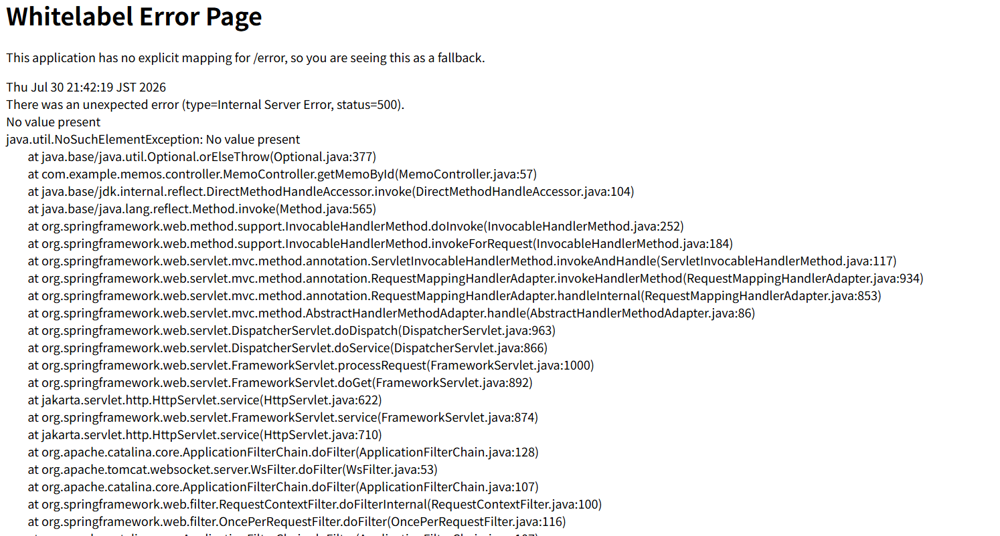 Whitelabel Error Page
This application has no explicit mapping for /error, so you are seeing this as a fallback.
Thu Jul 30 21:42:19 JST 2026
There was an unexpected error (type=Internal Server Error, status=500).
No value present
java.util.NoSuchElementException: No value present
at java.base/java.util.Optional.orElseThrow(Optional.java:377)
at com.example.memos.controller.MemoController.getMemoById(MemoController.java:57)
at java.base/jdk.internal.reflect.DirectMethodHandleAccessor.invoke(DirectMethodHandleAccessor.java:104)
at java.base/java.lang.reflect.Method.invoke(Method.java:565)
at org.springframework.web.method.support.InvocableHandlerMethod.doInvoke(InvocableHandlerMethod.java:252)
at org.springframework.web.method.support.InvocableHandlerMethod.invokeForRequest(InvocableHandlerMethod.java:184)
at org.springframework.web.servlet.mvc.method.annotation.ServletInvocableHandlerMethod.invokeAndHandle(ServletInvocableHandlerMethod.java:117)
at org.springframework.web.servlet.mvc.method.annotation.RequestMappingHandlerAdapter.invokeHandlerMethod(RequestMappingHandlerAdapter.java:934)
at org.springframework.web.servlet.mvc.method.annotation.RequestMappingHandlerAdapter.handleInternal(RequestMappingHandlerAdapter.java:853)
at org.springframework.web.servlet.mvc.method.AbstractHandlerMethodAdapter.handle(AbstractHandlerMethodAdapter.java:86)
at org.springframework.web.servlet.DispatcherServlet.doDispatch(DispatcherServlet.java:963)
at org.springframework.web.servlet.DispatcherServlet.doService(DispatcherServlet.java:866)
at org.springframework.web.servlet.FrameworkServlet.processRequest(FrameworkServlet.java:1000)
at org.springframework.web.servlet.FrameworkServlet.doGet(FrameworkServlet.java:892)
at jakarta.servlet.http.HttpServlet.service(HttpServlet.java:622)
at org.springframework.web.servlet.FrameworkServlet.service(FrameworkServlet.java:874)
at jakarta.servlet.http.HttpServlet.service(HttpServlet.java:710)
at org.apache.catalina.core.ApplicationFilterChain.doFilter(ApplicationFilterChain.java:128)
at org.apache.tomcat.websocket.server.WsFilter.doFilter(WsFilter.java:53)
at org.apache.catalina.core.ApplicationFilterChain.doFilter(ApplicationFilterChain.java:107)
at org.springframework.web.filter.RequestContextFilter.doFilterInternal(RequestContextFilter.java:100)
at org.springframework.web.filter.OncePerRequestFilter.doFilter(OncePerRequestFilter.java:116)